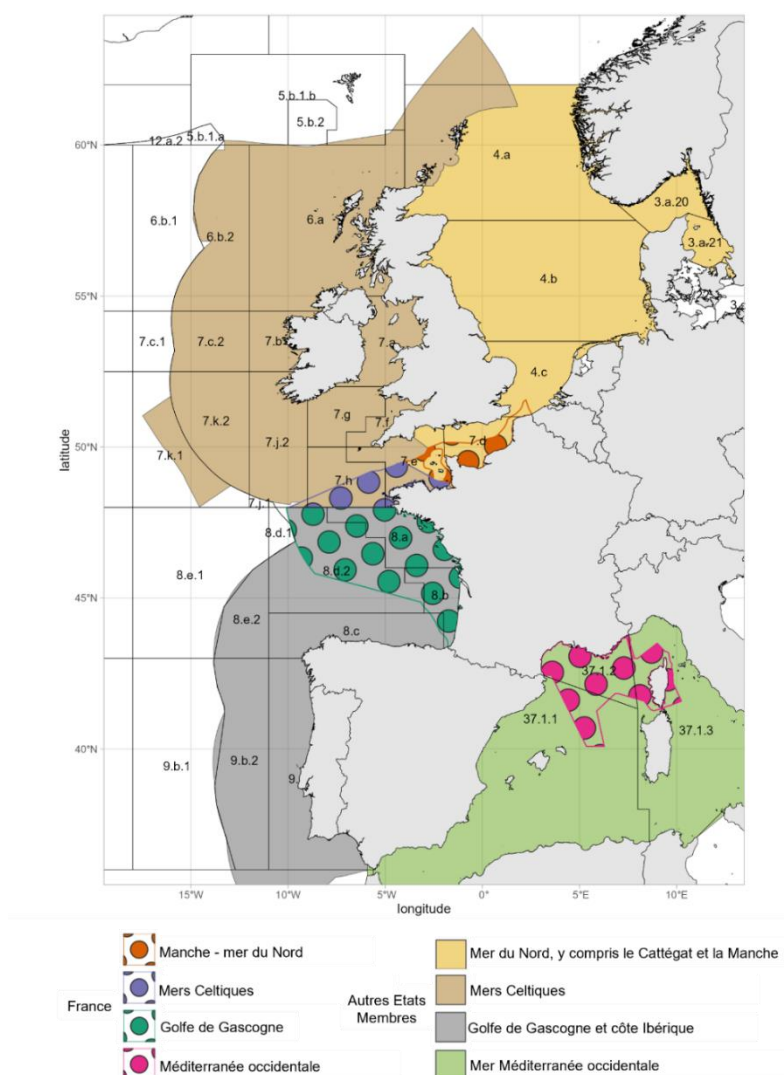 5.b.1.b
5.b.2
60°N
12.a.2
5.b.1.a
4.a
6.b.1
6.b.2
6.a
3.a.20
3.a.21
4.b
55°N
3.
7.c.1
7.c.2
7.b
7.a
4.c
7.k.2
7.g
7.f
7.d
50°N
7.k.1
7.j.2
7.e
7.h
7.j.1
8.d.1
8.a
8.e.1
8.d.2
8.b
45°N
8.e.2
8.c
37.1.2
37.1.1
37.1.3
40°N
9.b.1
9.b.2
9.
latitude
15°W
10°W
5°W
0°
5°E
10°E
longitude
France
Manche - mer du Nord
Mers Celtiques
Golfe de Gascogne
Méditerranée occidentale
Autres Etats
Membres
Mer du Nord, y compris le Cattégat et la Manche
Mers Celtiques
Golfe de Gascogne et côte Ibérique
Mer Méditerranée occidentale